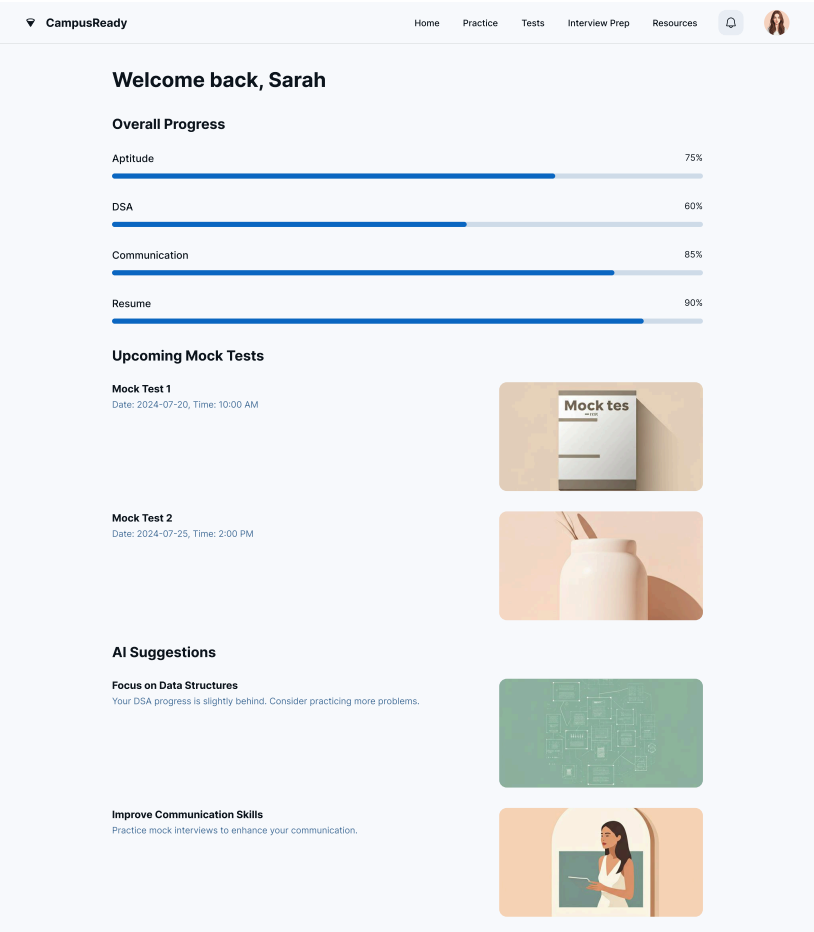 CampusReady
Home Practice Tests Interview Prep Resources
Welcome back, Sarah
Overall Progress
Aptitude 75%
DSA 60%
Communication 85%
Resume 90%
Upcoming Mock Tests
Mock Test 1
Date: 2024-07-20, Time: 10:00 AM
Mock tes
Mock Test 2
Date: 2024-07-25, Time: 2:00 PM
AI Suggestions
Focus on Data Structures
Your DSA progress is slightly behind. Consider practicing more problems.
Improve Communication Skills
Practice mock interviews to enhance your communication.